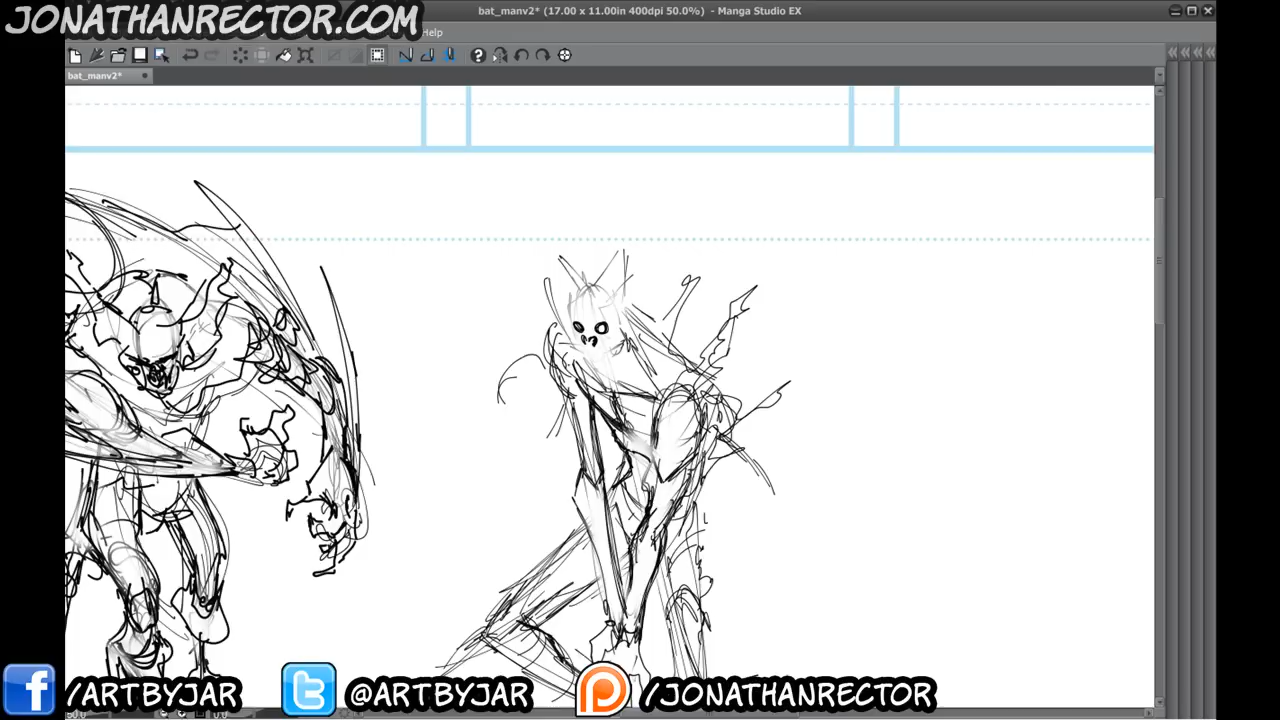 JONATHANRECTOR.COM
bat_manv2* (17.00 x 11.00in 400dpi 50.0%) - Manga Studio EX
Help
bat_manv2*
/ARTBYJAR @ARTBYJAR /JONATHANRECTOR